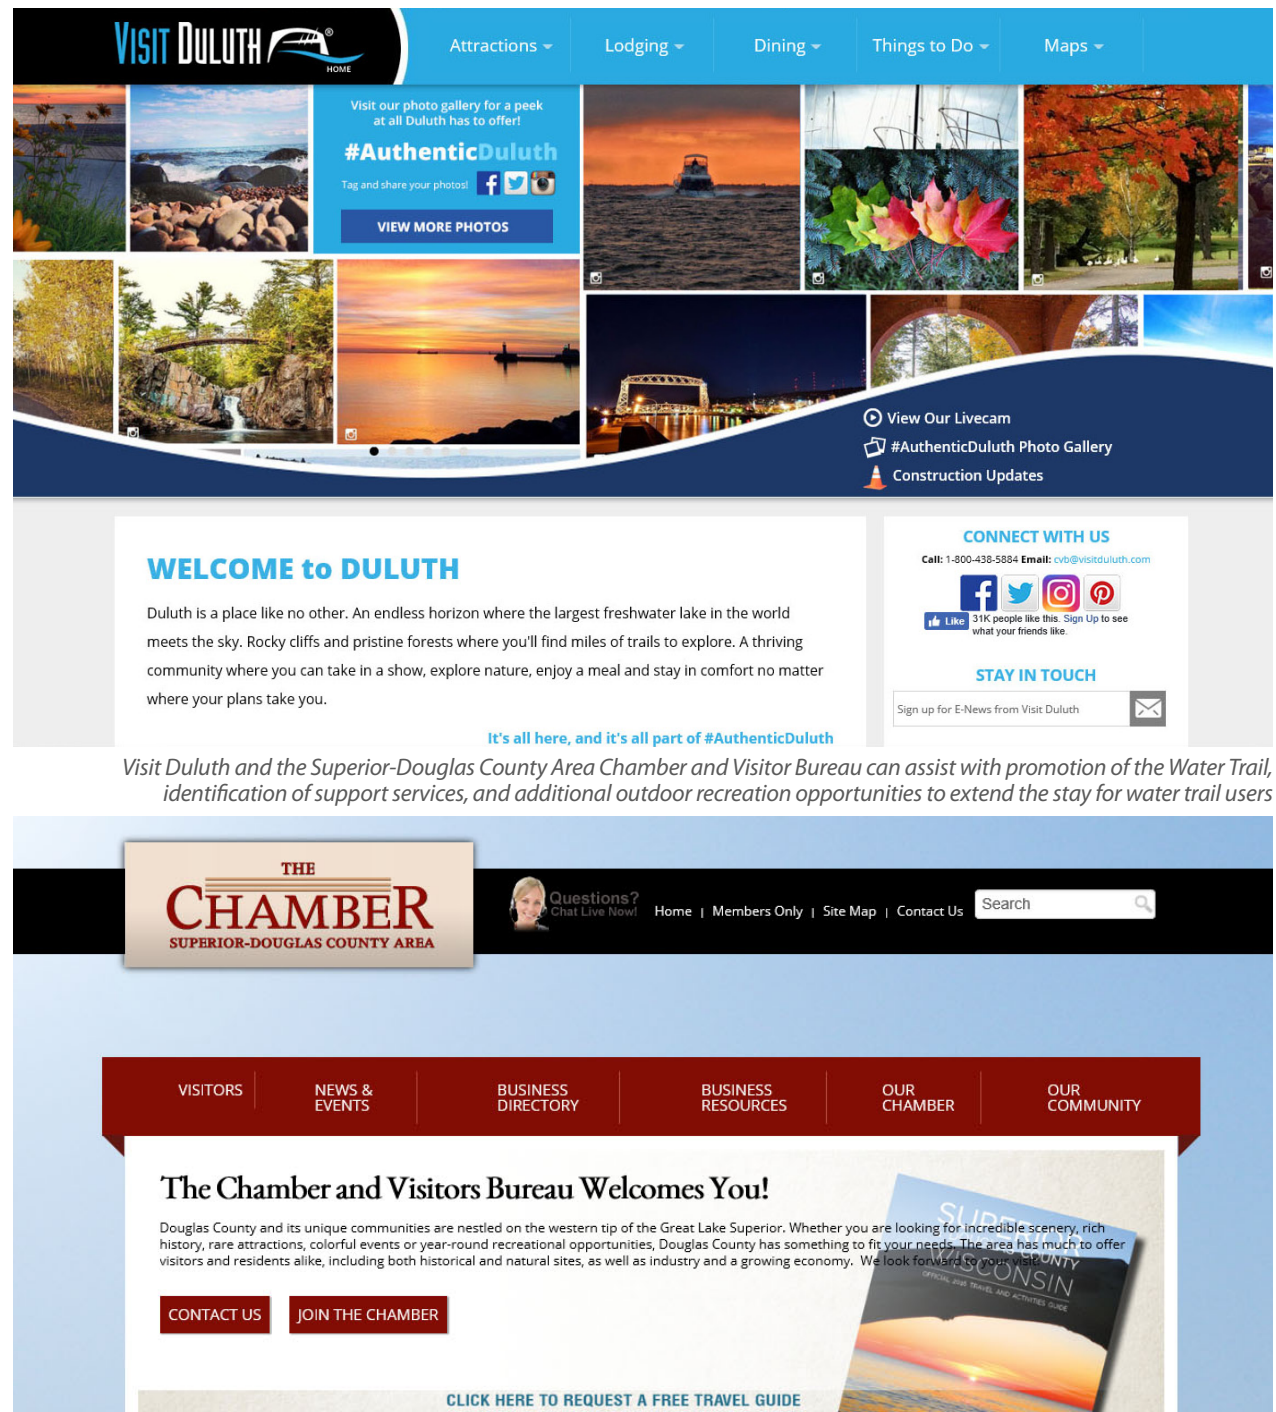 VISIT DULUTH ®
HOME
Attractions
Lodging
Dining
Things to Do
Maps
Visit our photo gallery for a peek
at all Duluth has to offer!
#AuthenticDuluth
Tag and share your photos!
VIEW MORE PHOTOS
View Our Livecam
#AuthenticDuluth Photo Gallery
Construction Updates
WELCOME to DULUTH
Duluth is a place like no other. An endless horizon where the largest freshwater lake in the world
meets the sky. Rocky cliffs and pristine forests where you'll find miles of trails to explore. A thriving
community where you can take in a show, explore nature, enjoy a meal and stay in comfort no matter
where your plans take you.
It's all here, and it's all part of #AuthenticDuluth
CONNECT WITH US
Call: 1-800-438-5884 Email: cvb@visitduluth.com
Like
31K people like this. Sign Up to see
what your friends like.
STAY IN TOUCH
Sign up for E-News from Visit Duluth
Visit Duluth and the Superior-Douglas County Area Chamber and Visitor Bureau can assist with promotion of the Water Trail,
identification of support services, and additional outdoor recreation opportunities to extend the stay for water trail users
THE
CHAMBER
SUPERIOR-DOUGLAS COUNTY AREA
Questions?
Chat Live Now!
Home | Members Only | Site Map | Contact Us
Search
VISITORS
NEWS &
EVENTS
BUSINESS
DIRECTORY
BUSINESS
RESOURCES
OUR
CHAMBER
OUR
COMMUNITY
The Chamber and Visitors Bureau Welcomes You!
Douglas County and its unique communities are nestled on the western tip of the Great Lake Superior. Whether you are looking for incredible scenery, rich
history, rare attractions, colorful events or year-round recreational opportunities, Douglas County has something to fit your needs. The area has much to offer
visitors and residents alike, including both historical and natural sites, as well as industry and a growing economy. We look forward to your visit!
SUPERIOR
COUNTY
WISCONSIN
OFFICIAL 2016 TRAVEL AND ACTIVITIES GUIDE
CONTACT US
JOIN THE CHAMBER
CLICK HERE TO REQUEST A FREE TRAVEL GUIDE